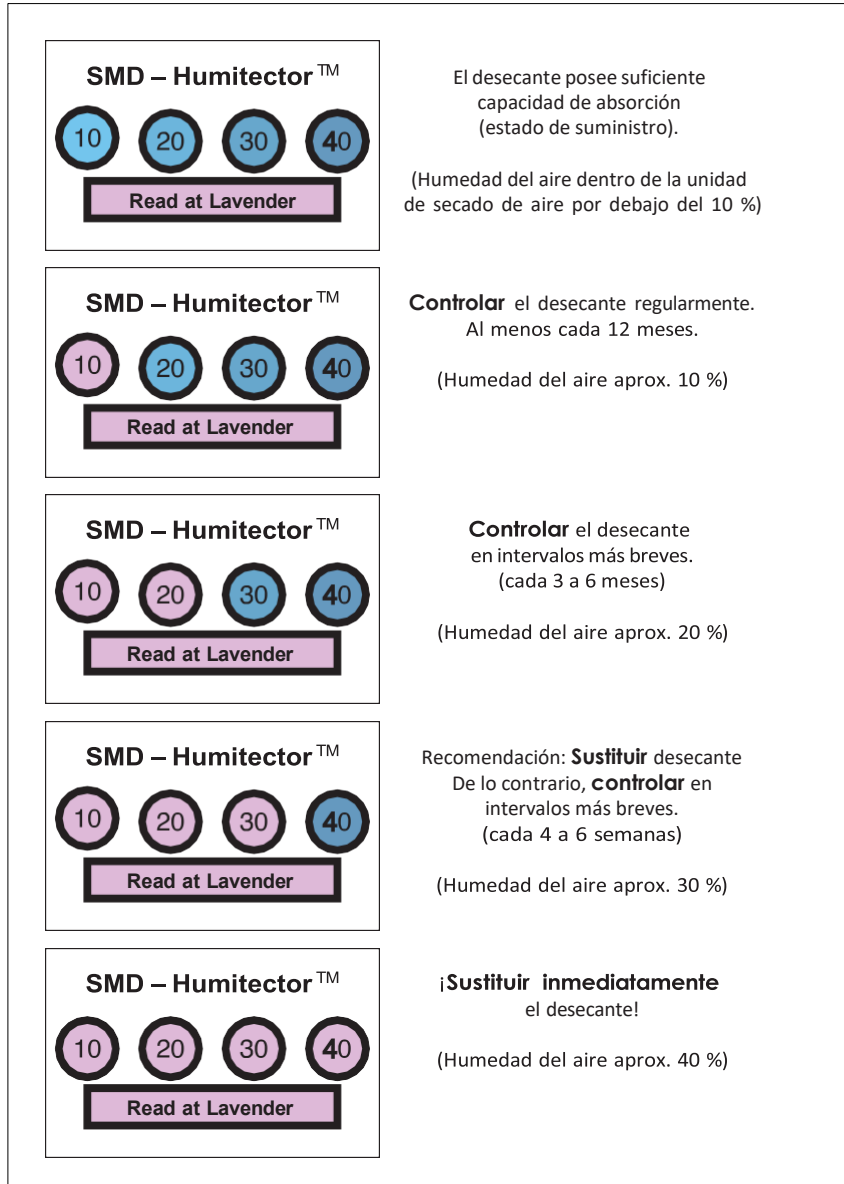 SMD – Humitector™
10 20 30 40
Read at Lavender
El desecante posee suficiente
capacidad de absorción
(estado de suministro).
(Humedad del aire dentro de la unidad
de secado de aire por debajo del 10 %)
SMD – Humitector™
10 20 30 40
Read at Lavender
Controlar el desecante regularmente.
Al menos cada 12 meses.
(Humedad del aire aprox. 10 %)
SMD – Humitector™
10 20 30 40
Read at Lavender
Controlar el desecante
en intervalos más breves.
(cada 3 a 6 meses)
(Humedad del aire aprox. 20 %)
SMD – Humitector™
10 20 30 40
Read at Lavender
Recomendación: Sustituir desecante
De lo contrario, controlar en
intervalos más breves.
(cada 4 a 6 semanas)
(Humedad del aire aprox. 30 %)
SMD – Humitector™
10 20 30 40
Read at Lavender
¡Sustituir inmediatamente
el desecante!
(Humedad del aire aprox. 40 %)